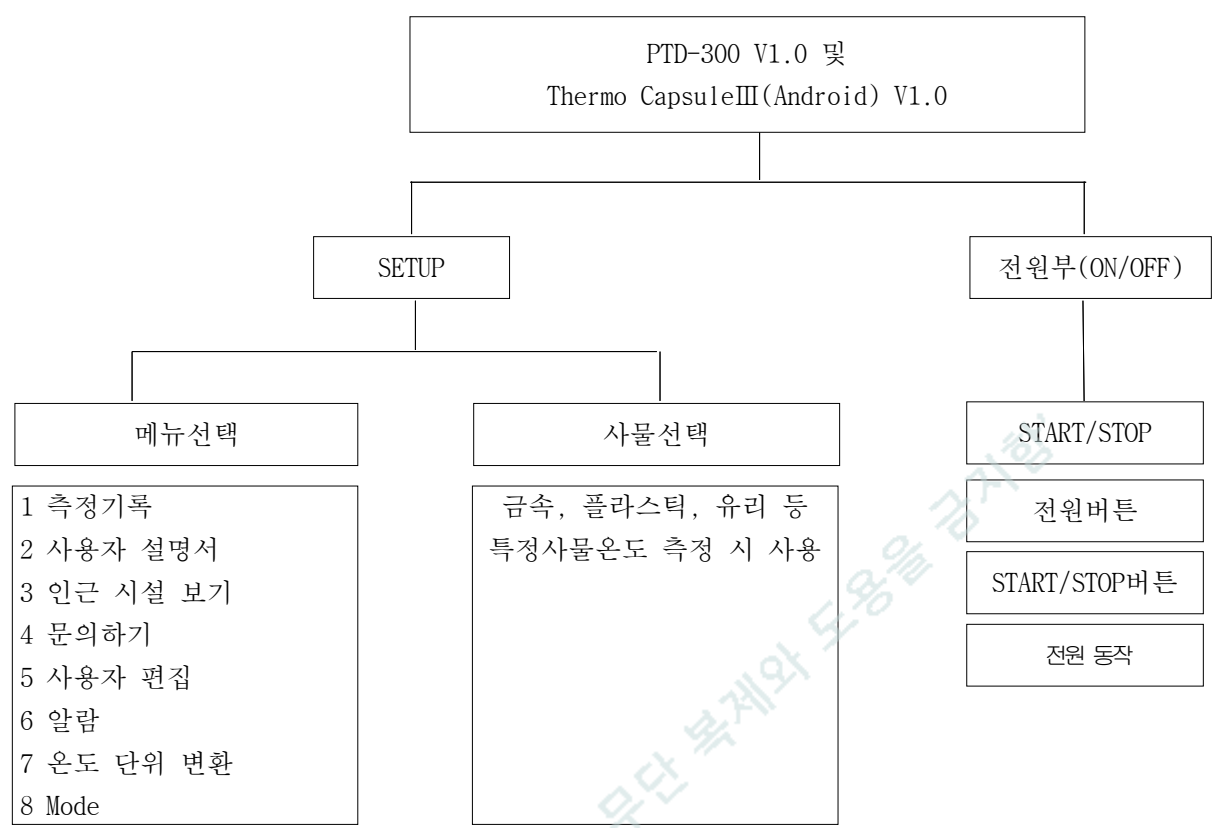 PTD-300 V1.0 및
Thermo CapsuleⅢ(Android) V1.0
SETUP
전원부(ON/OFF)
메뉴선택
사물선택
START/STOP
1 측정기록
2 사용자 설명서
3 인근 시설 보기
4 문의하기
5 사용자 편집
6 알람
7 온도 단위 변환
8 Mode
금속, 플라스틱, 유리 등
특정사물온도 측정 시 사용
전원버튼
START/STOP버튼
전원 동작
무단 복제와 도용을 금지함